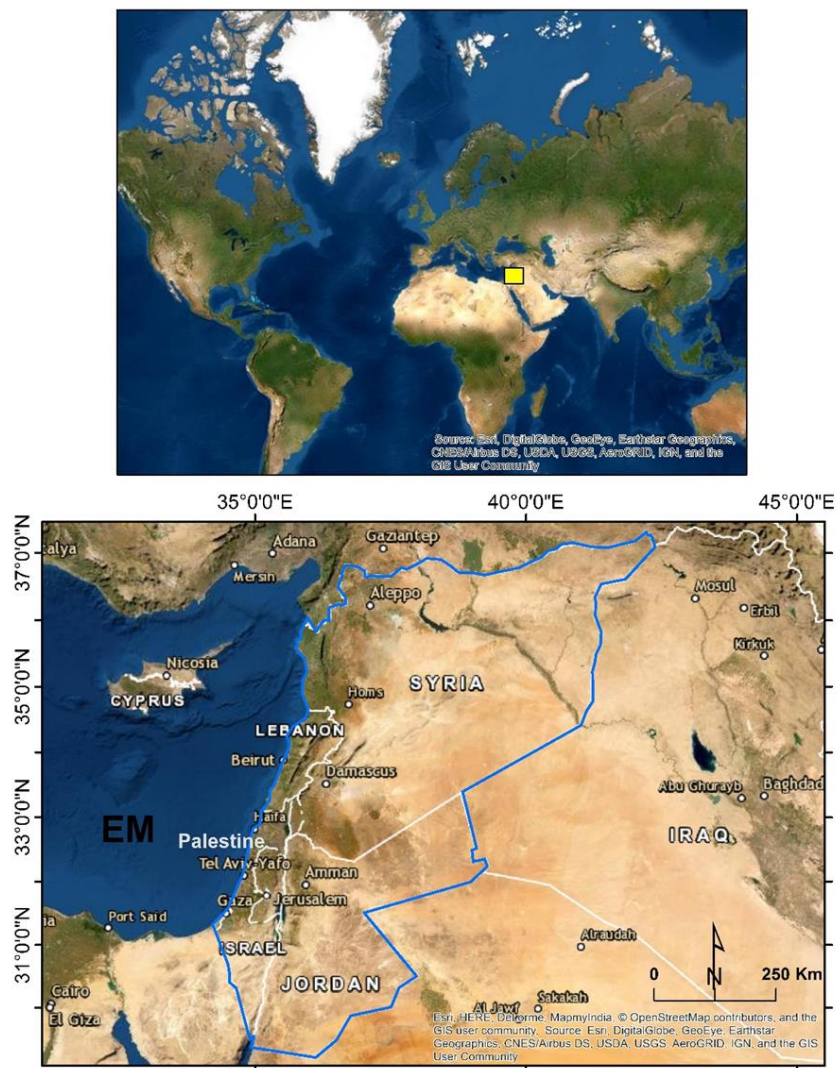 Source: Esri, DigitalGlobe, GeoEye, Earthstar Geographics,
CNES/Airbus DS, USDA, USGS, AeroGRID, IGN, and the
GIS User Community
35°0'0"E 40°0'0"E 45°0'0"E
37°0'0"N
35°0'0"N
33°0'0"N
31°0'0"N
Gaziantep
Adana
alya
Mersin
Aleppo
Mosul
Erbil
Nicosia
Kirkuk
CYPRUS
SYRIA
Homs
LEBANON
Beirut
Damascus
Abu Ghurayb
Baghdad
EM
Haifa
Palestine
IRAQ
Tel Aviv-Yafo
Amman
Jerusalem
Gaza
Port Said
na
ISRAEL
Alraudah
JORDAN
N
0 250 Km
Cairo
El Giza
Al Jawf
Sakakah
Esri, HERE, Delorme, MapmyIndia, © OpenStreetMap contributors, and the
GIS user community, Source: Esri, DigitalGlobe, GeoEye, Earthstar
Geographics, CNES/Airbus DS, USDA, USGS, AeroGRID, IGN, and the GIS
User Community